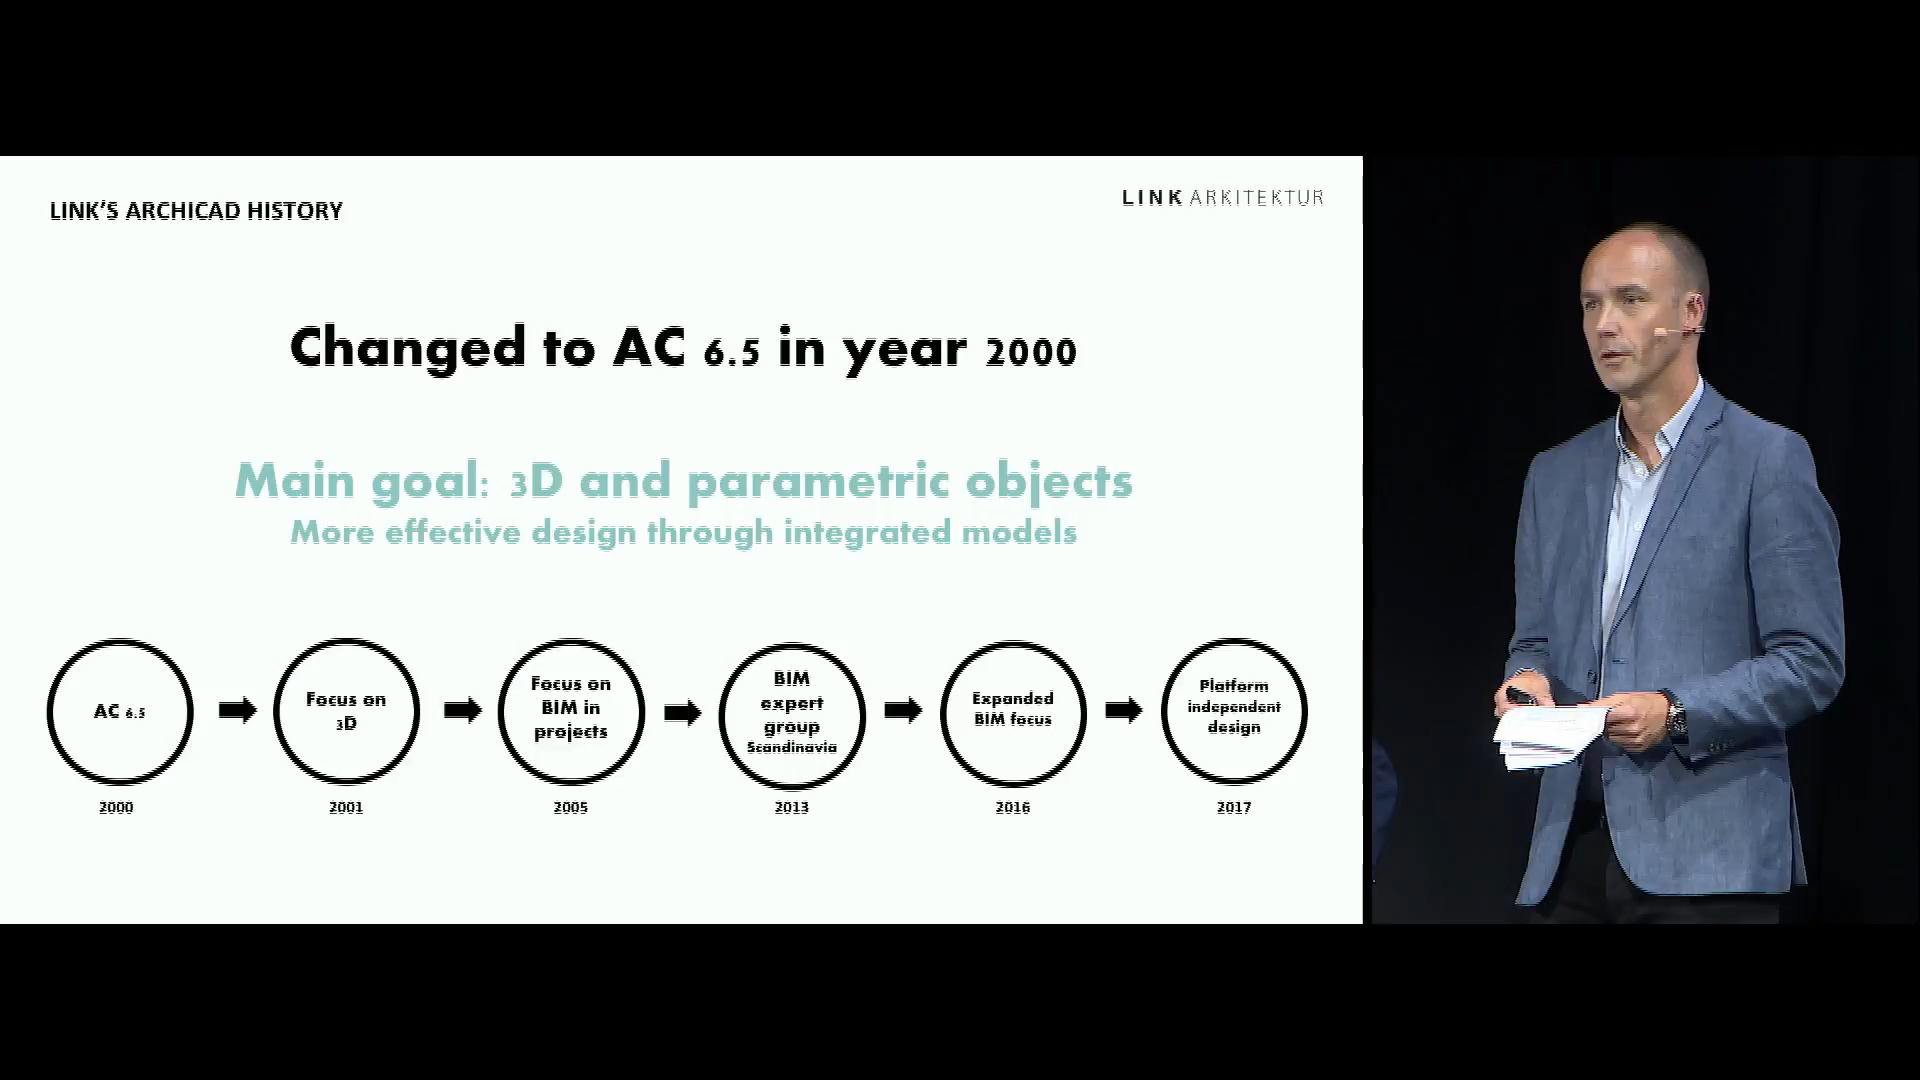 LINK'S ARCHICAD HISTORY
LINK ARKITEKTUR
Changed to AC 6.5 in year 2000
Main goal: 3D and parametric objects
More effective design through integrated models
AC 6.5
Focus on
3D
Focus on
BIM in
projects
BIM
expert
group
Scandinavia
Expanded
BIM focus
Platform
independent
design
2000
2001
2005
2013
2016
2017